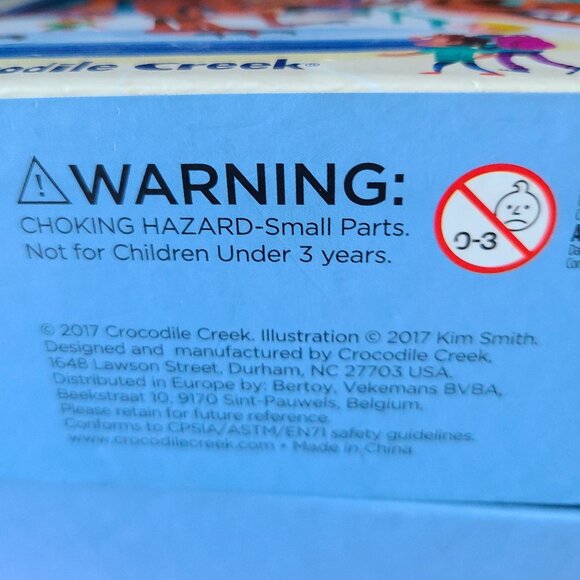 Crocodile Creek®
WARNING:
CHOKING HAZARD-Small Parts.
Not for Children Under 3 years.
0-3
© 2017 Crocodile Creek. Illustration © 2017 Kim Smith.
Designed and manufactured by Crocodile Creek,
1648 Lawson Street, Durham, NC 27703 USA.
Distributed in Europe by: Bertoy, Vekemans BVBA,
Beekstraat 10, 9170 Sint-Pauwels, Belgium.
Please retain for future reference.
Conforms to CPSIA/ASTM/EN71 safety guidelines.
www.crocodilecreek.com • Made in China